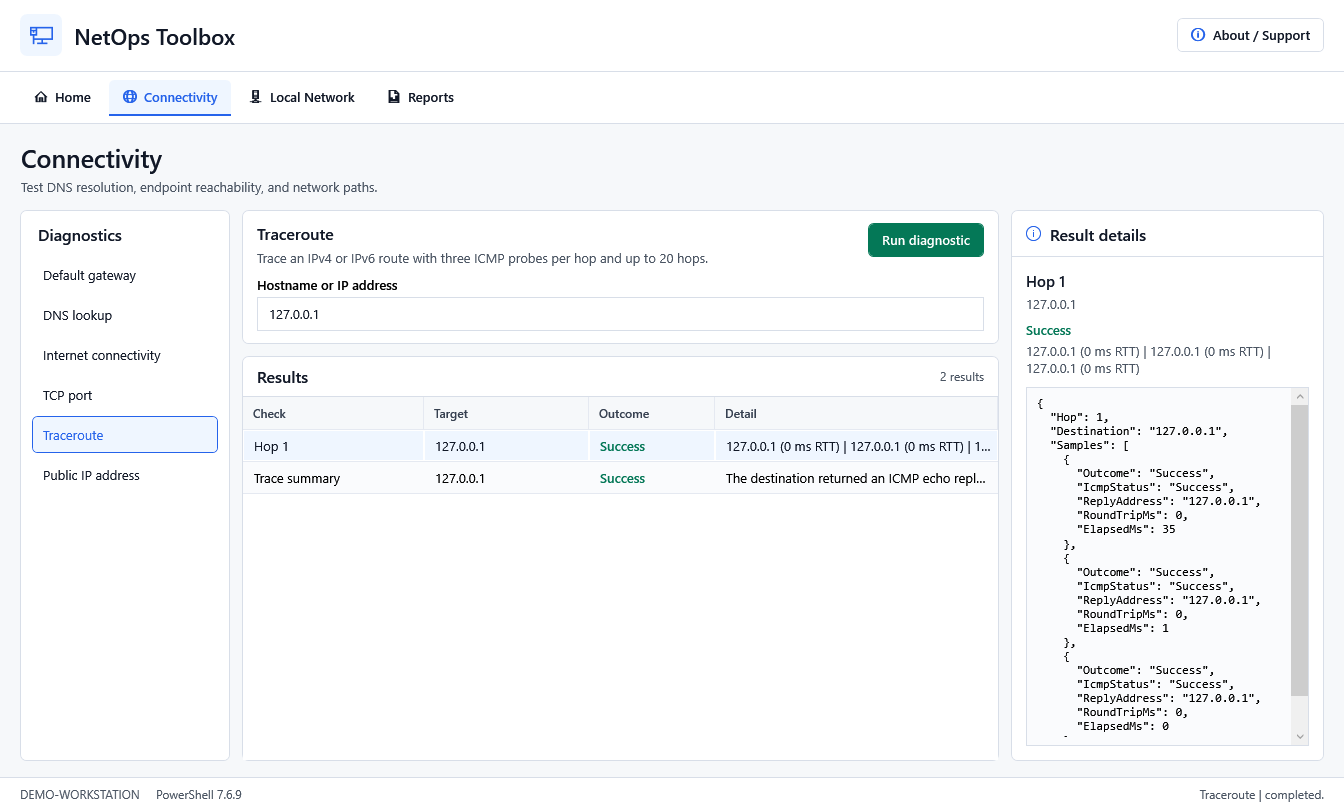 NetOps Toolbox
About / Support
Home
Connectivity
Local Network
Reports
Connectivity
Test DNS resolution, endpoint reachability, and network paths.
Diagnostics
Default gateway
DNS lookup
Internet connectivity
TCP port
Traceroute
Public IP address
Traceroute
Run diagnostic
Trace an IPv4 or IPv6 route with three ICMP probes per hop and up to 20 hops.
Hostname or IP address
127.0.0.1
Results
2 results
Check Target Outcome Detail
Hop 1 127.0.0.1 Success 127.0.0.1 (0 ms RTT) | 127.0.0.1 (0 ms RTT) | 1...
Trace summary 127.0.0.1 Success The destination returned an ICMP echo repl...
Result details
Hop 1
127.0.0.1
Success
127.0.0.1 (0 ms RTT) | 127.0.0.1 (0 ms RTT) |
127.0.0.1 (0 ms RTT)
{
"Hop": 1,
"Destination": "127.0.0.1",
"Samples": [
{
"Outcome": "Success",
"IcmpStatus": "Success",
"ReplyAddress": "127.0.0.1",
"RoundTripMs": 0,
"ElapsedMs": 35
},
{
"Outcome": "Success",
"IcmpStatus": "Success",
"ReplyAddress": "127.0.0.1",
"RoundTripMs": 0,
"ElapsedMs": 1
},
{
"Outcome": "Success",
"IcmpStatus": "Success",
"ReplyAddress": "127.0.0.1",
"RoundTripMs": 0,
"ElapsedMs": 0
DEMO-WORKSTATION PowerShell 7.6.9
Traceroute | completed.